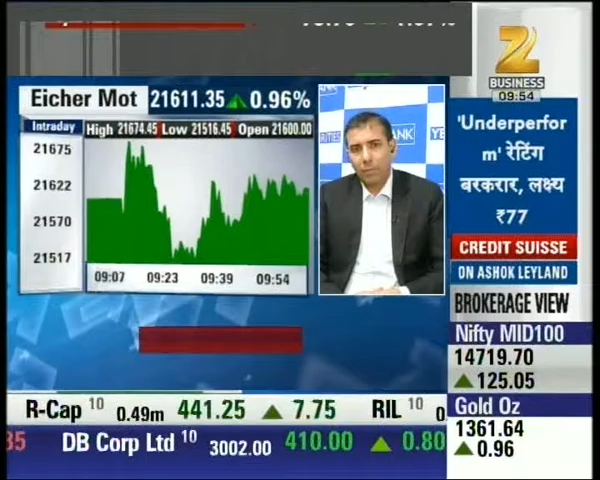 BUSINESS
09:54
Eicher Mot 21611.35 0.96%
Intraday High 21674.45 Low 21516.45 Open 21600.00
21675
21622
21570
21517
09:07 09:23 09:39 09:54
BANK
'Underperfor
m' रेटिंग
बरकरार, लक्ष्य
₹77
CREDIT SUISSE
ON ASHOK LEYLAND
BROKERAGE VIEW
Nifty MID100
14719.70
125.05
Gold Oz
1361.64
0.96
R-Cap 10 0.49m 441.25 7.75 RIL 10
35 DB Corp Ltd 10 3002.00 410.00 0.80